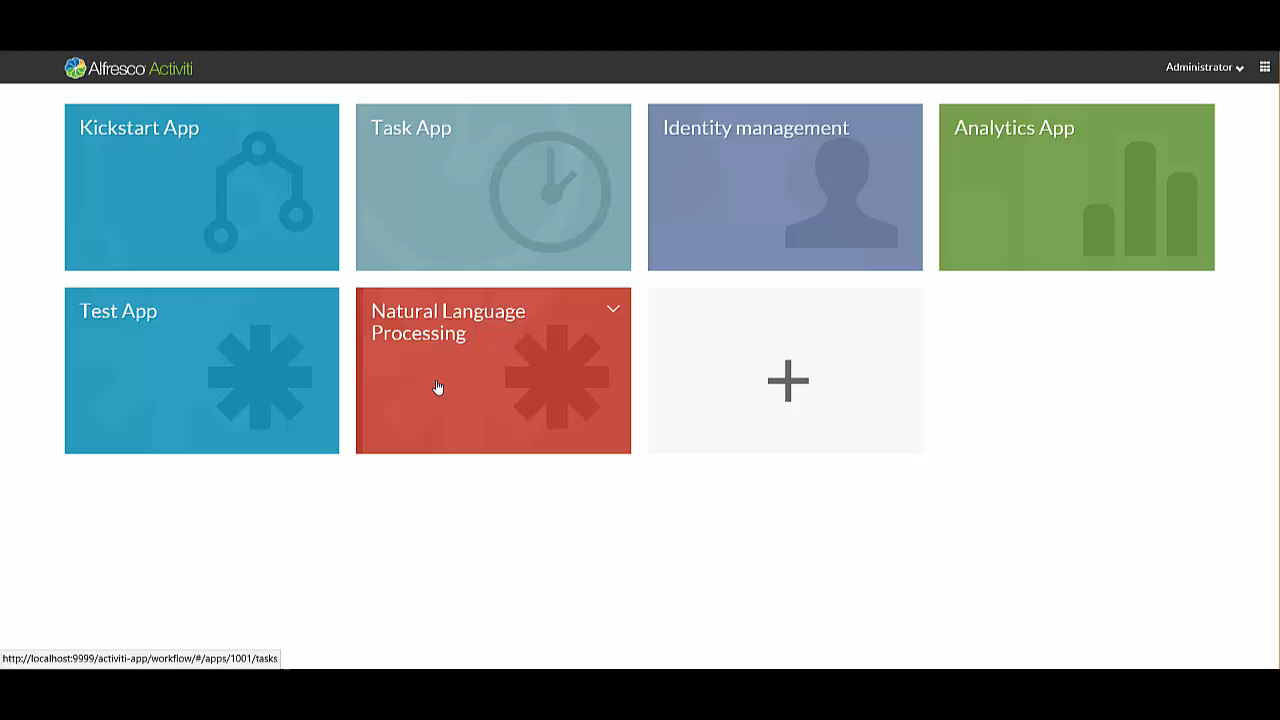 Alfresco Activiti
Administrator
Kickstart App
Task App
Identity management
Analytics App
Test App
Natural Language
Processing
http://localhost:9999/activiti-app/workflow/#/apps/1001/tasks